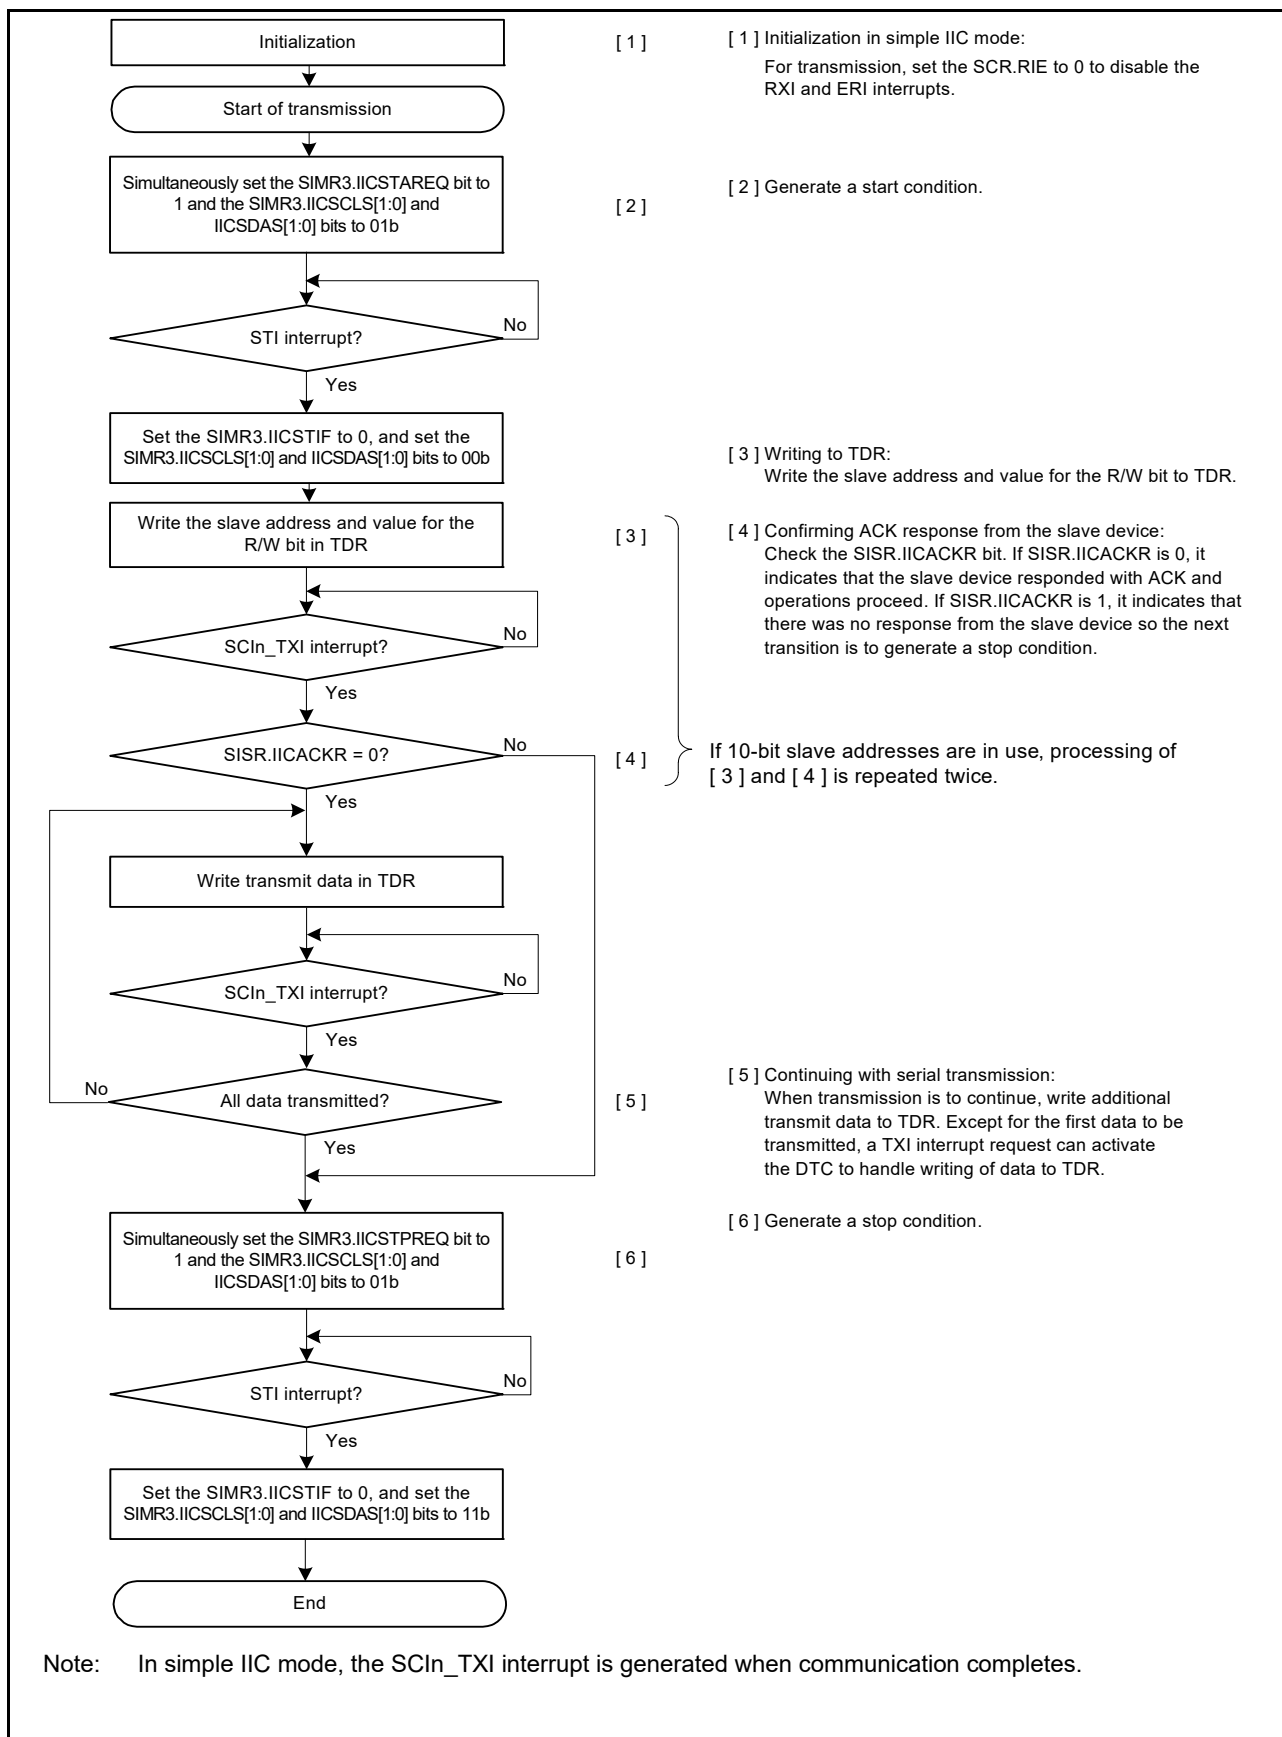 Initialization
[ 1 ]
[ 1 ] Initialization in simple IIC mode:
For transmission, set the SCR.RIE to 0 to disable the
RXI and ERI interrupts.
Start of transmission
Simultaneously set the SIMR3.IICSTAREQ bit to
1 and the SIMR3.IICSCLS[1:0] and
IICSDAS[1:0] bits to 01b
[ 2 ]
[ 2 ] Generate a start condition.
STI interrupt?
No
Yes
Set the SIMR3.IICSTIF to 0, and set the
SIMR3.IICSCLS[1:0] and IICSDAS[1:0] bits to 00b
[ 3 ] Writing to TDR:
Write the slave address and value for the R/W bit to TDR.
Write the slave address and value for the
R/W bit in TDR
[ 3 ]
[ 4 ] Confirming ACK response from the slave device:
Check the SISR.IICACKR bit. If SISR.IICACKR is 0, it
indicates that the slave device responded with ACK and
operations proceed. If SISR.IICACKR is 1, it indicates that
there was no response from the slave device so the next
transition is to generate a stop condition.
SCIn_TXI interrupt?
No
Yes
SISR.IICACKR = 0?
No
[ 4 ]
If 10-bit slave addresses are in use, processing of
[ 3 ] and [ 4 ] is repeated twice.
Yes
Write transmit data in TDR
SCIn_TXI interrupt?
No
Yes
No
All data transmitted?
[ 5 ]
[ 5 ] Continuing with serial transmission:
When transmission is to continue, write additional
transmit data to TDR. Except for the first data to be
transmitted, a TXI interrupt request can activate
the DTC to handle writing of data to TDR.
Yes
Simultaneously set the SIMR3.IICSTPREQ bit to
1 and the SIMR3.IICSCLS[1:0] and
IICSDAS[1:0] bits to 01b
[ 6 ]
[ 6 ] Generate a stop condition.
STI interrupt?
No
Yes
Set the SIMR3.IICSTIF to 0, and set the
SIMR3.IICSCLS[1:0] and IICSDAS[1:0] bits to 11b
End
Note: In simple IIC mode, the SCIn_TXI interrupt is generated when communication completes.